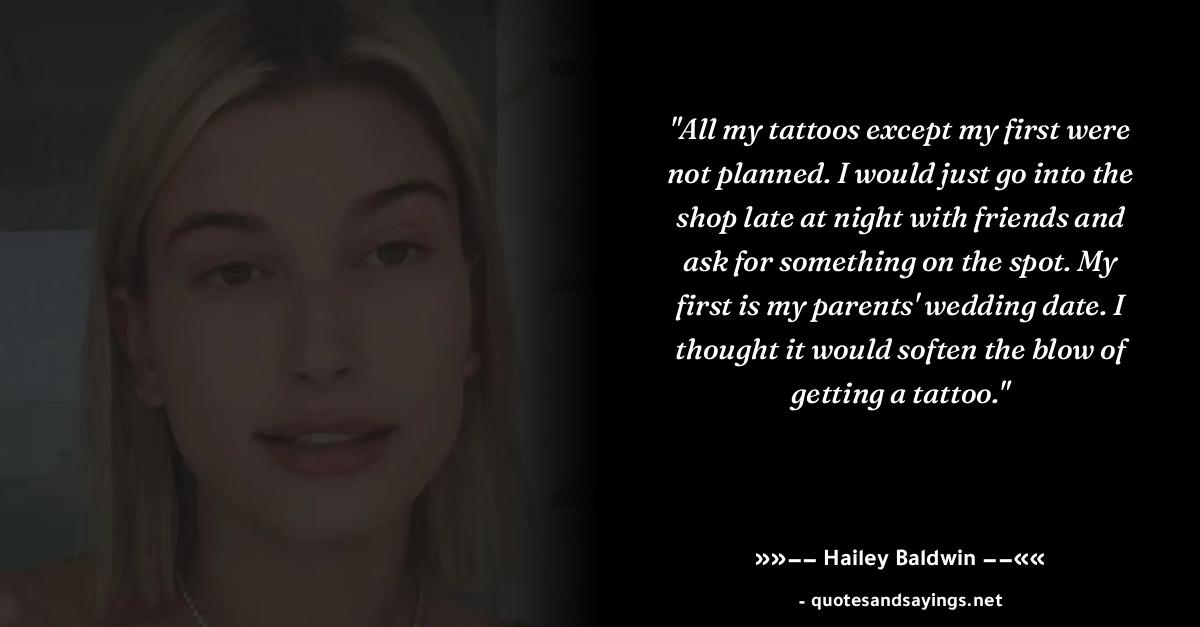 "All my tattoos except my first were
not planned. I would just go into the
shop late at night with friends and
ask for something on the spot. My
first is my parents' wedding date. I
thought it would soften the blow of
getting a tattoo."
»»−− Hailey Baldwin −−««
- quotesandsayings.net